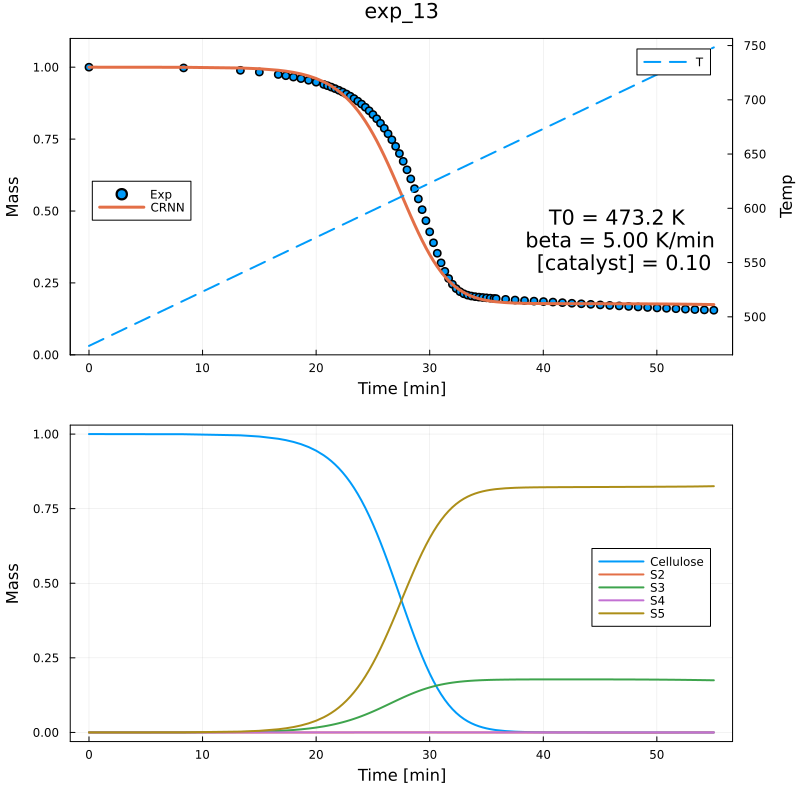 exp_13
1.00
0.75
0.50
0.25
0.00
Mass
Exp
CRNN
T
750
700
650
600
550
500
Temp
T0 = 473.2 K
beta = 5.00 K/min
[catalyst] = 0.10
0 10 20 30 40 50
Time [min]
1.00
0.75
0.50
0.25
0.00
Mass
Cellulose
S2
S3
S4
S5
0 10 20 30 40 50
Time [min]